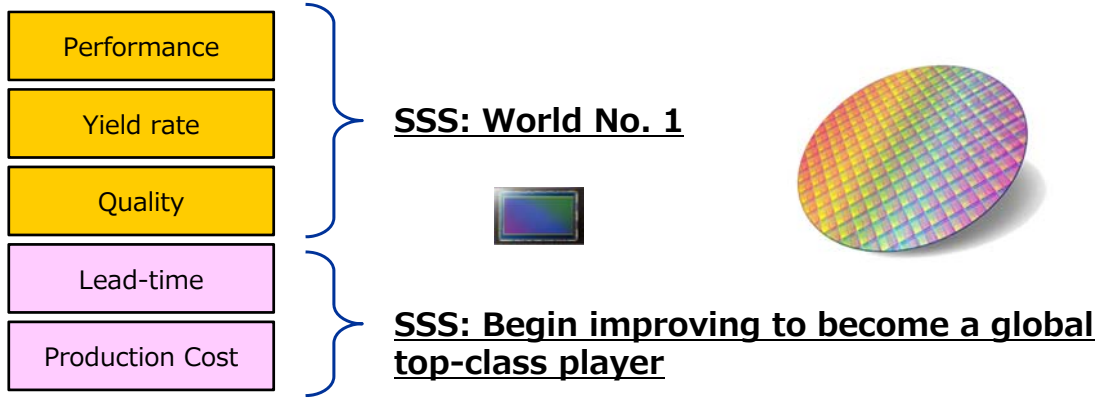 Performance
Yield rate
Quality
Lead-time
Production Cost
SSS: World No. 1
SSS: Begin improving to become a global
top-class player